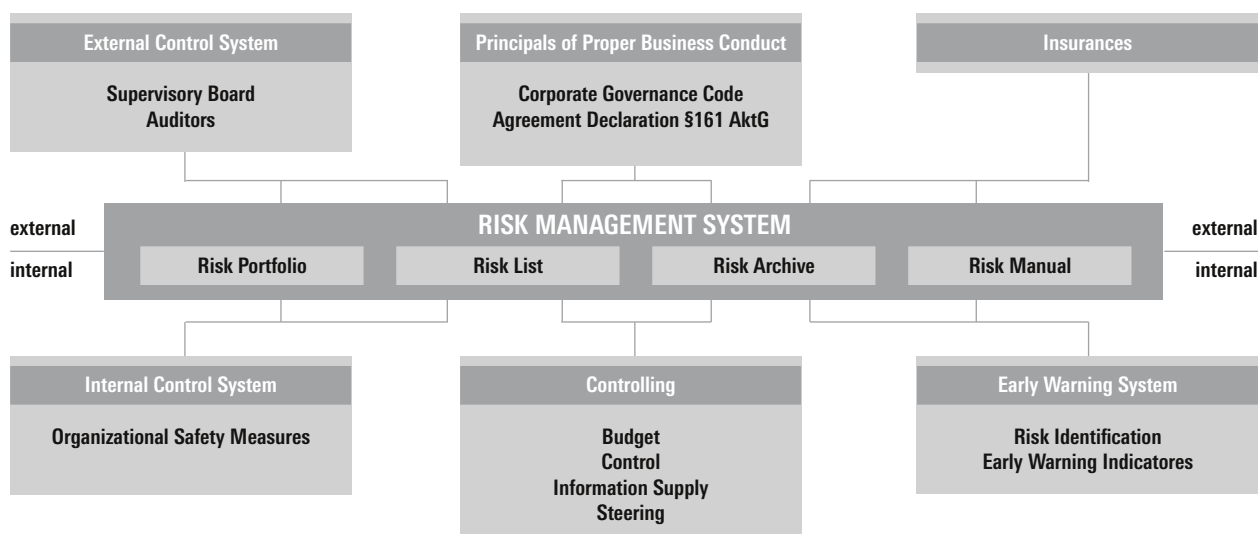 External Control System
Supervisory Board
Auditors
Principals of Proper Business Conduct
Corporate Governance Code
Agreement Declaration §161 AktG
Insurances
external
internal
RISK MANAGEMENT SYSTEM
Risk Portfolio
Risk List
Risk Archive
Risk Manual
external
internal
Internal Control System
Organizational Safety Measures
Controlling
Budget
Control
Information Supply
Steering
Early Warning System
Risk Identification
Early Warning Indicatores